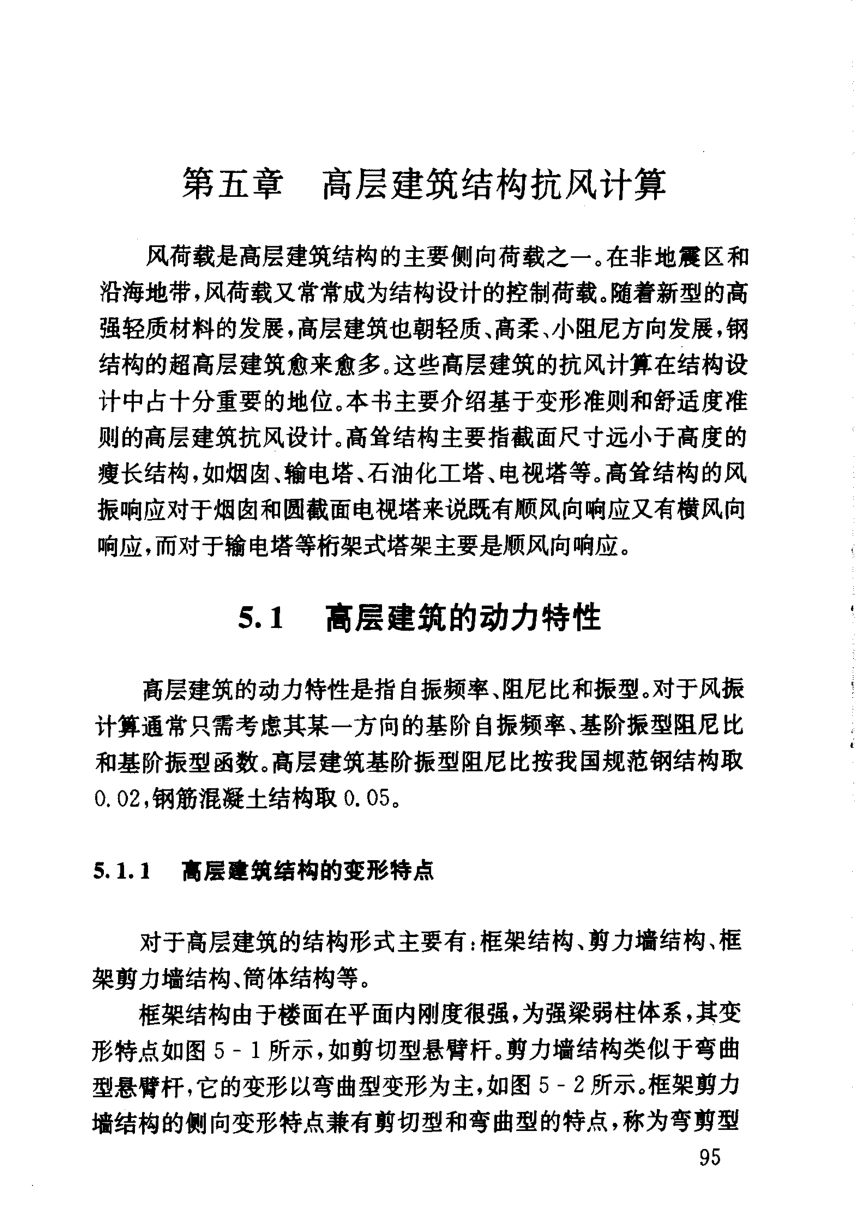 第五章　高层建筑结构抗风计算
风荷载是高层建筑结构的主要侧向荷载之一。在非地震区和
沿海地带,风荷载又常常成为结构设计的控制荷载。随着新型的高
强轻质材料的发展,高层建筑也朝轻质、高柔、小阻尼方向发展,钢
结构的超高层建筑愈来愈多。这些高层建筑的抗风计算在结构设
计中占十分重要的地位。本书主要介绍基于变形准则和舒适度准
则的高层建筑抗风设计。高耸结构主要指截面尺寸远小于高度的
瘦长结构,如烟囱、输电塔、石油化工塔、电视塔等。高耸结构的风
振响应对于烟囱和圆截面电视塔来说既有顺风向响应又有横风向
响应,而对于输电塔等桁架式塔架主要是顺风向响应。
5.1　高层建筑的动力特性
高层建筑的动力特性是指自振频率、阻尼比和振型。对于风振
计算通常只需考虑其某一方向的基阶自振频率、基阶振型阻尼比
和基阶振型函数。高层建筑基阶振型阻尼比按我国规范钢结构取
0.02,钢筋混凝土结构取 0.05。
5.1.1　高层建筑结构的变形特点
对于高层建筑的结构形式主要有:框架结构、剪力墙结构、框
架剪力墙结构、筒体结构等。
框架结构由于楼面在平面内刚度很强,为强梁弱柱体系,其变
形特点如图 5-1 所示,如剪切型悬臂杆。剪力墙结构类似于弯曲
型悬臂杆,它的变形以弯曲型变形为主,如图 5-2 所示。框架剪力
墙结构的侧向变形特点兼有剪切型和弯曲型的特点,称为弯剪型
95